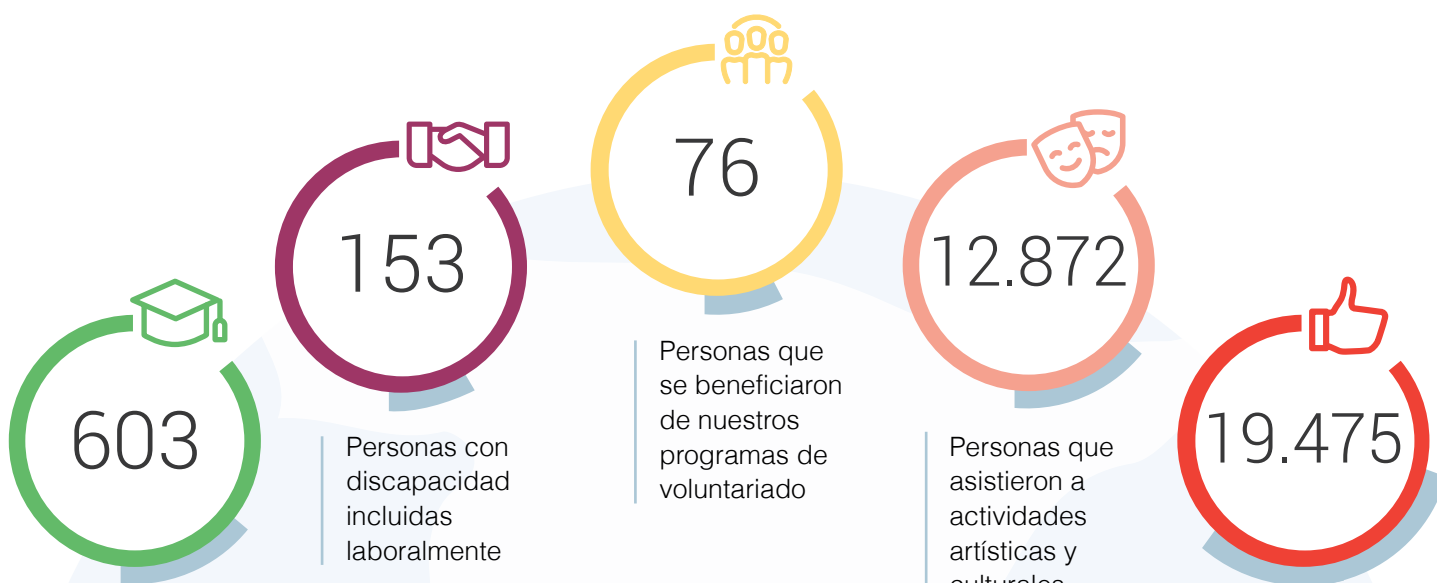 603
153
Personas con
discapacidad
incluidas
laboralmente
76
Personas que
se beneficiaron
de nuestros
programas de
voluntariado
12.872
Personas que
asistieron a
actividades
artísticas y
culturales
19.475